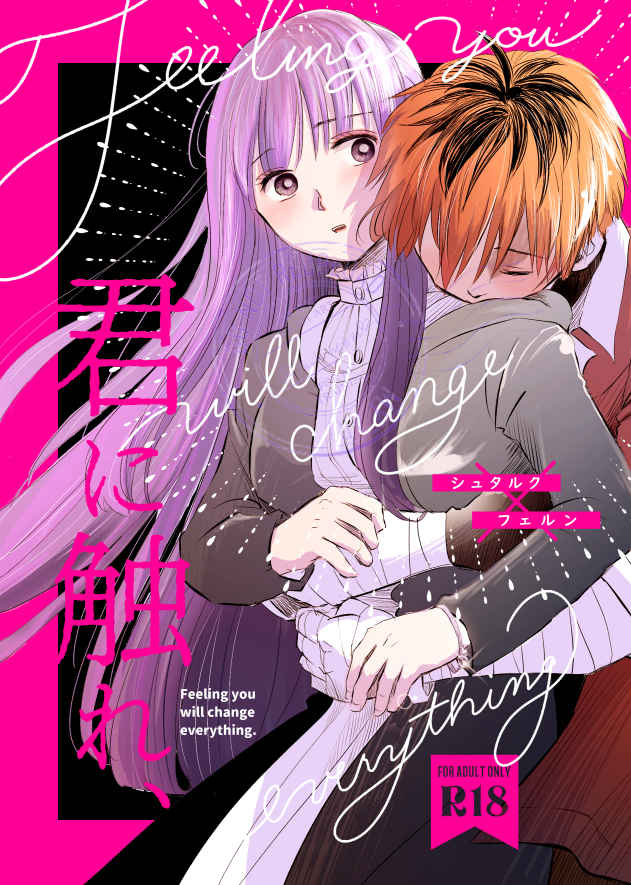 Feeling you
will
change
everything
君に触れ、
シュタルク
×
フェルン
Feeling you
will change
everything.
FOR ADULT ONLY
R18